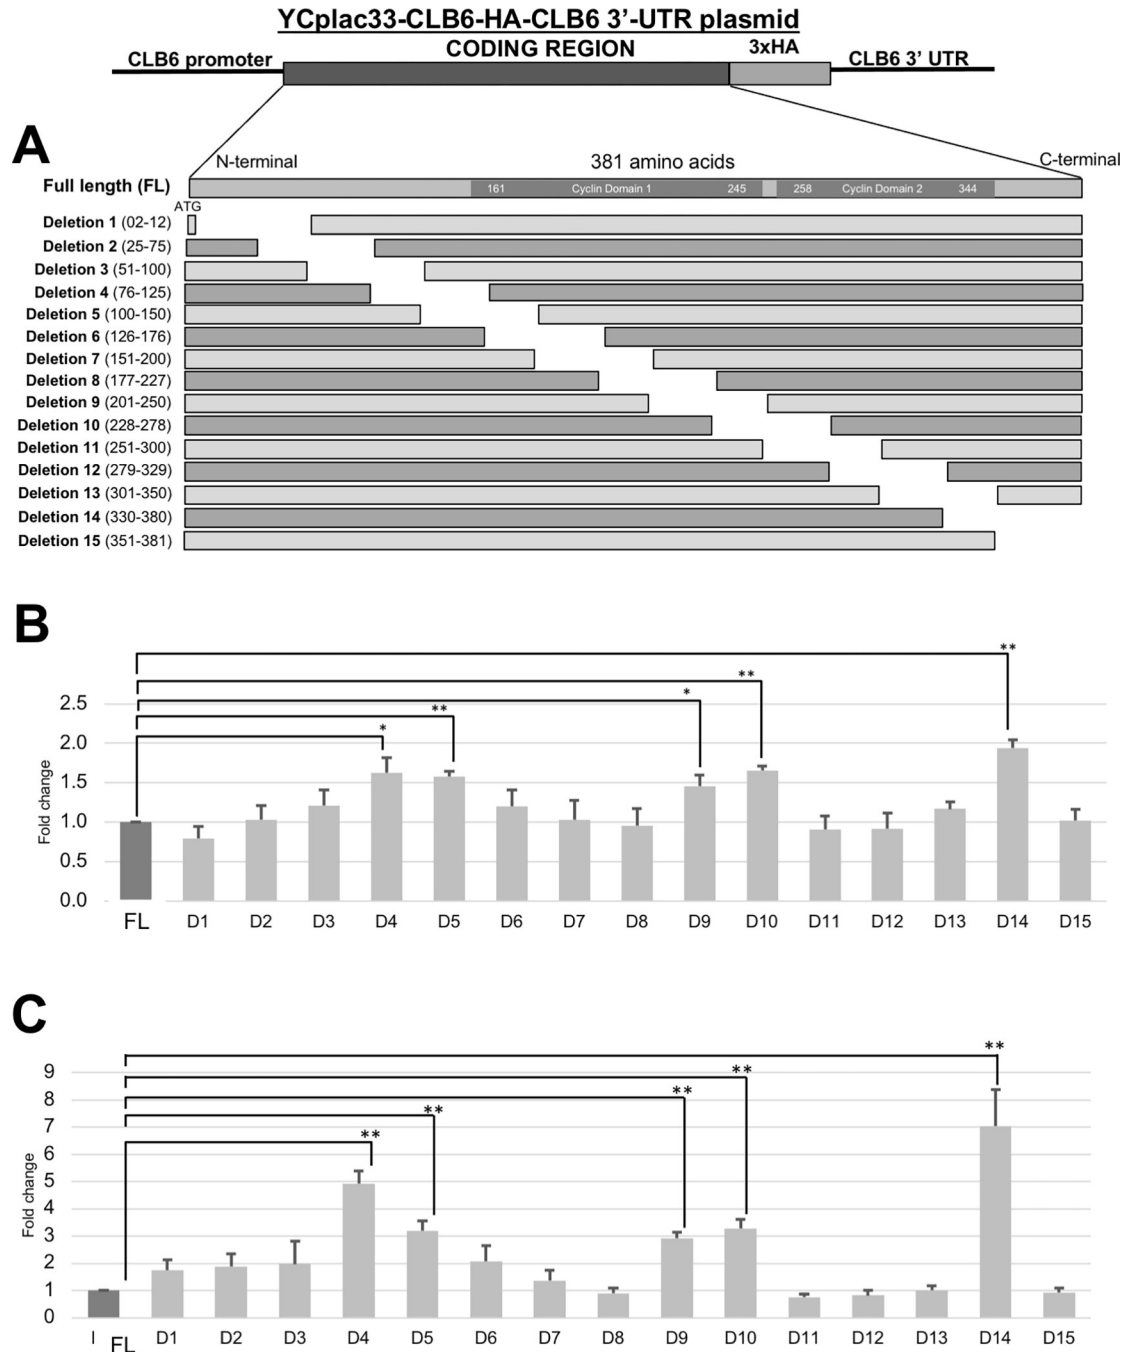 YCplac33-CLB6-HA-CLB6 3’-UTR plasmid
CLB6 promoter CODING REGION 3xHA CLB6 3’ UTR
A
N-terminal 381 amino acids C-terminal
Full length (FL) 161 Cyclin Domain 1 245 258 Cyclin Domain 2 344
ATG
Deletion 1 (02-12)
Deletion 2 (25-75)
Deletion 3 (51-100)
Deletion 4 (76-125)
Deletion 5 (100-150)
Deletion 6 (126-176)
Deletion 7 (151-200)
Deletion 8 (177-227)
Deletion 9 (201-250)
Deletion 10 (228-278)
Deletion 11 (251-300)
Deletion 12 (279-329)
Deletion 13 (301-350)
Deletion 14 (330-380)
Deletion 15 (351-381)
B
**
**
*
**
*
2.5
2.0
1.5
1.0
0.5
0.0
Fold change
FL D1 D2 D3 D4 D5 D6 D7 D8 D9 D10 D11 D12 D13 D14 D15
C
**
**
**
**
**
9
8
7
6
5
4
3
2
1
0
Fold change
I FL D1 D2 D3 D4 D5 D6 D7 D8 D9 D10 D11 D12 D13 D14 D15